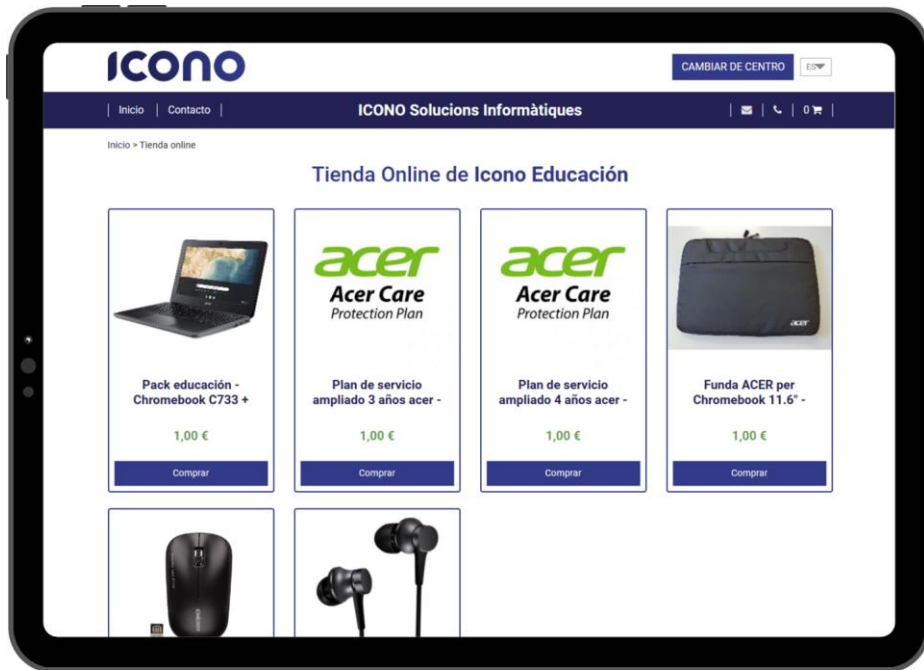 ICONO
CAMBIAR DE CENTRO
ES
Inicio | Contacto |
ICONO Solucions Informàtiques
0
Inicio > Tienda online
Tienda Online de Icono Educación
acer
Acer Care
Protection Plan
acer
Acer Care
Protection Plan
acer
Pack educación -
Chromebook C733 +
Plan de servicio
ampliado 3 años acer -
Plan de servicio
ampliado 4 años acer -
Funda ACER per
Chromebook 11.6" -
1,00 €
1,00 €
1,00 €
1,00 €
Comprar
Comprar
Comprar
Comprar